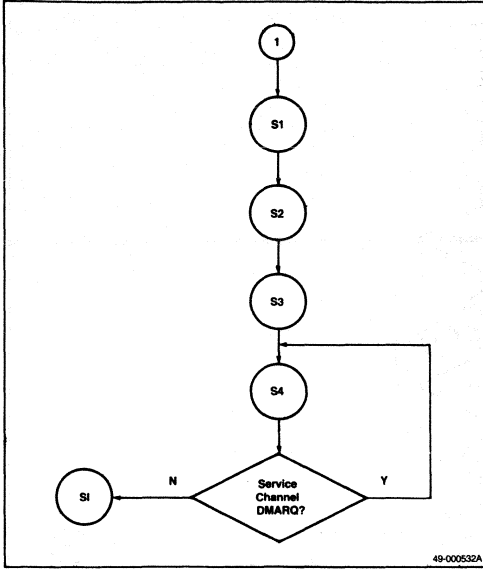 1
S1
S2
S3
S4
N
Service
Channel
DMARQ?
Y
SI
49-000532A